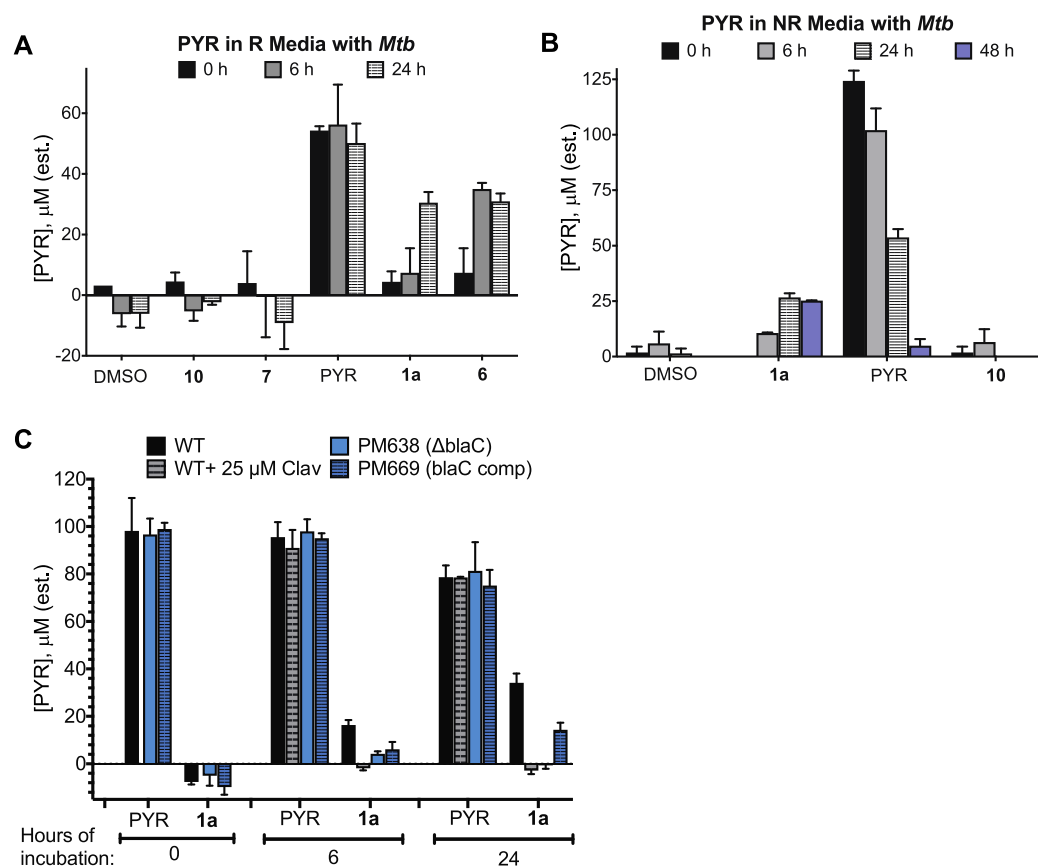 A
PYR in R Media with Mtb
0 h 6 h 24 h
[PYR], µM (est.)
60
40
20
0
-20
DMSO 10 7 PYR 1a 6
B
PYR in NR Media with Mtb
0 h 6 h 24 h 48 h
[PYR], µM (est.)
125
100
75
50
25
0
DMSO 1a PYR 10
C
WT PM638 (ΔblaC)
WT+ 25 µM Clav PM669 (blaC comp)
[PYR], µM (est.)
120
100
80
60
40
20
0
PYR 1a PYR 1a PYR 1a
Hours of
incubation: 0 6 24